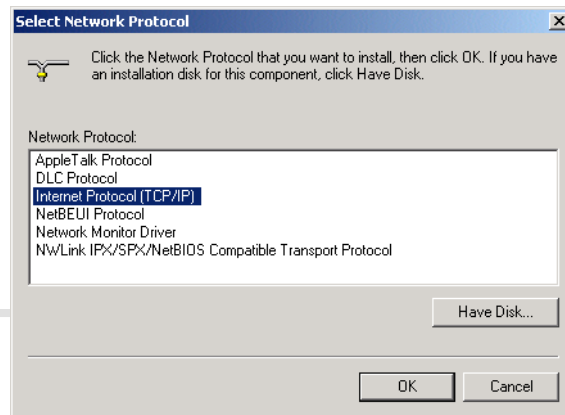 Select Network Protocol
Click the Network Protocol that you want to install, then click OK. If you have
an installation disk for this component, click Have Disk.
Network Protocol:
AppleTalk Protocol
DLC Protocol
Internet Protocol (TCP/IP)
NetBEUI Protocol
Network Monitor Driver
NWLink IPX/SPX/NetBIOS Compatible Transport Protocol
Have Disk...
OK
Cancel